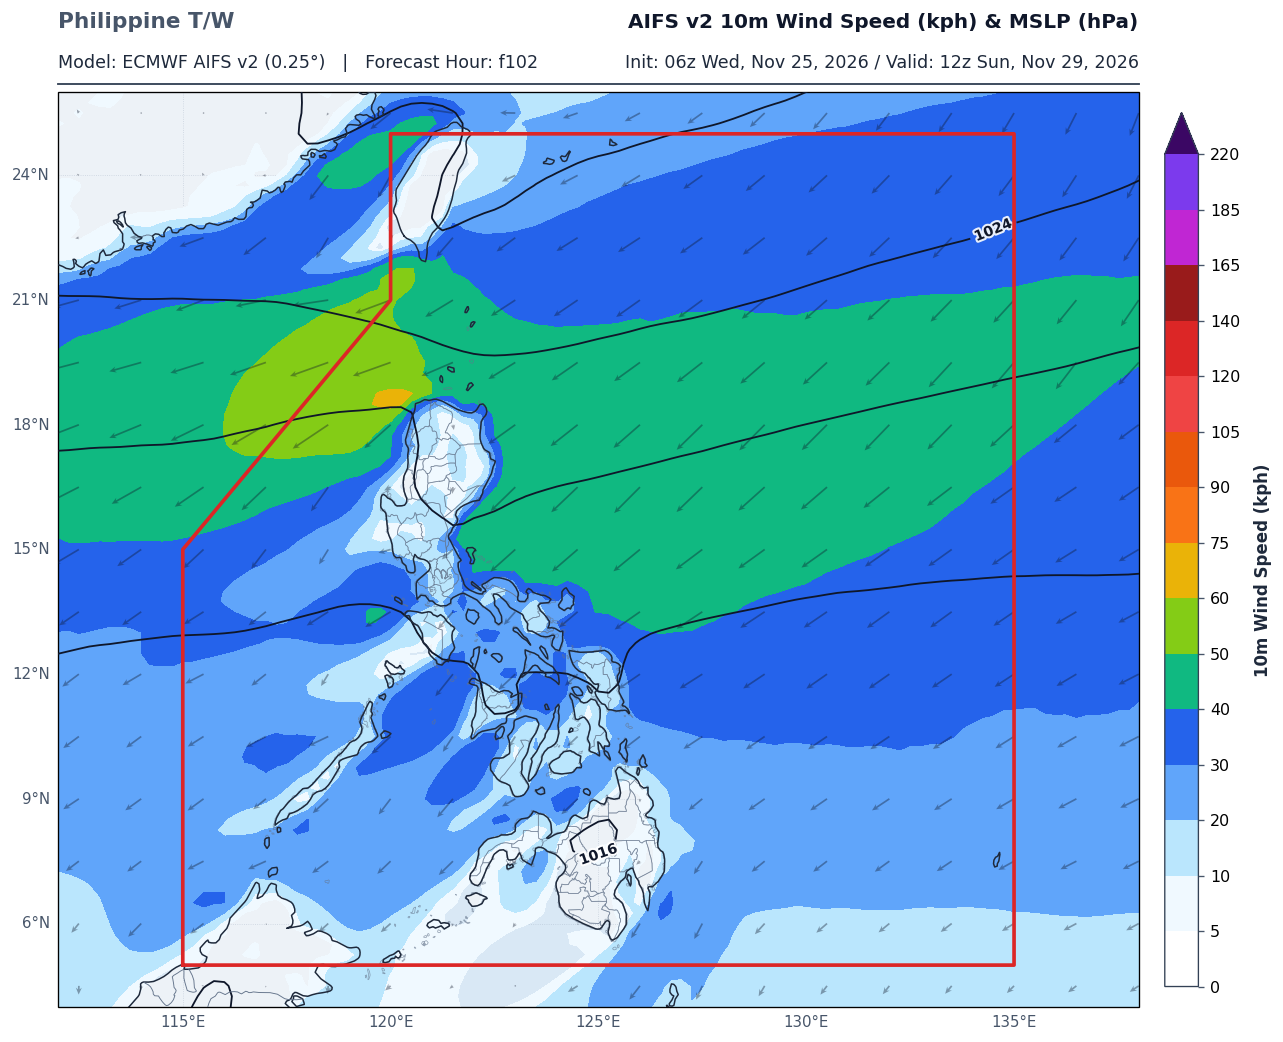 Philippine T/W
AIFS v2 10m Wind Speed (kph) & MSLP (hPa)
Model: ECMWF AIFS v2 (0.25°) | Forecast Hour: f102
Init: 06z Wed, Nov 25, 2026 / Valid: 12z Sun, Nov 29, 2026
24°N
21°N
18°N
15°N
12°N
9°N
6°N
1024
1016
115°E
120°E
125°E
130°E
135°E
220
185
165
140
120
105
90
75
60
50
40
30
20
10
5
0
10m Wind Speed (kph)